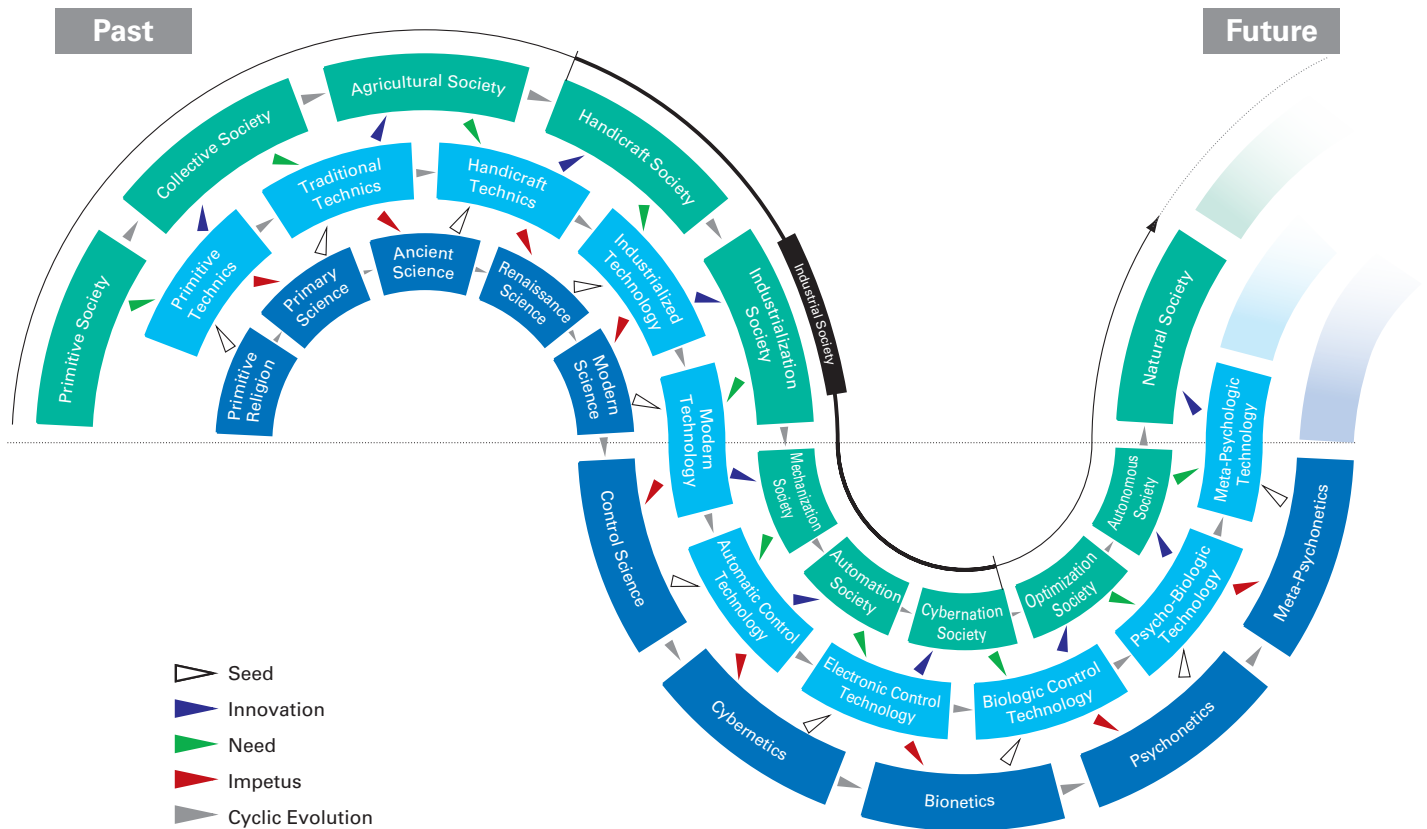 Past
Future
Primitive Society
Collective Society
Agricultural Society
Handicraft Society
Industrialization
Society
Industrial Society
Mechanization
Society
Automation
Society
Cybernation
Society
Optimization
Society
Autonomous
Society
Natural Society
Primitive
Technics
Traditional
Technics
Handicraft
Technics
Industrialized
Technology
Modern
Technology
Automatic Control
Technology
Electronic Control
Technology
Biologic Control
Technology
Psycho-Biologic
Technology
Meta-Psychologic
Technology
Primitive
Religion
Primary
Science
Ancient
Science
Renaissance
Science
Modern
Science
Control Science
Cybernetics
Bionetics
Psychonetics
Meta-Psychonetics
Seed
Innovation
Need
Impetus
Cyclic Evolution